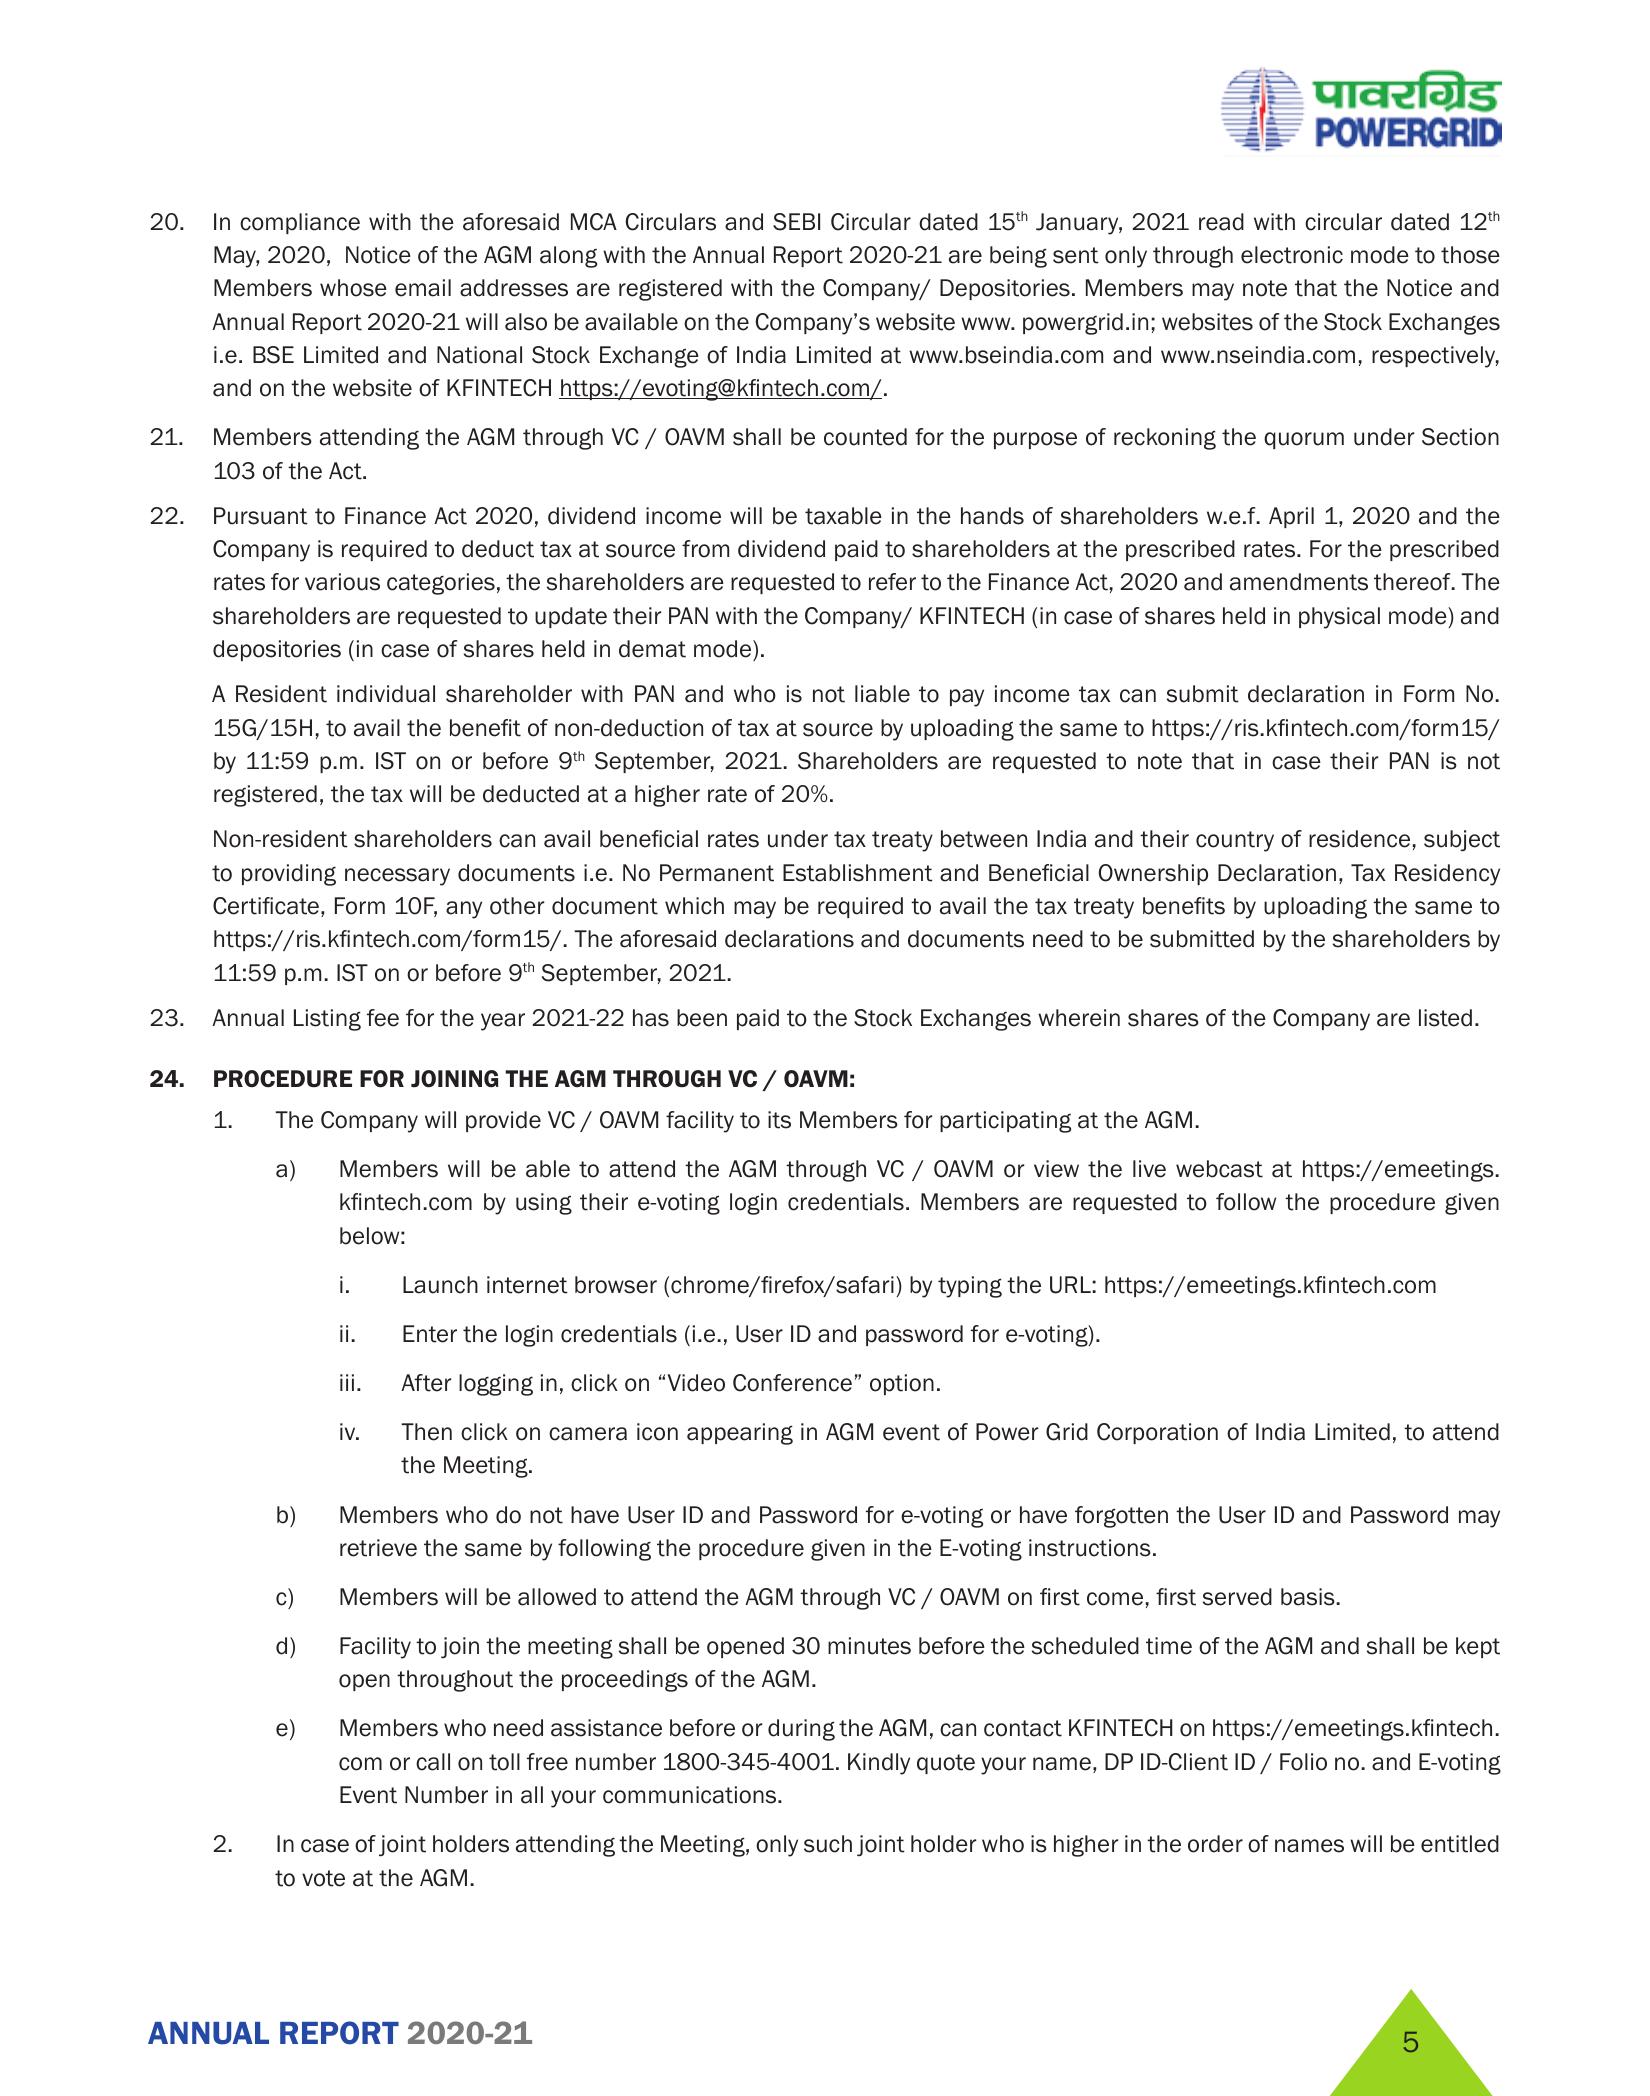 पावरग्रिड
POWERGRID
20. In compliance with the aforesaid MCA Circulars and SEBI Circular dated 15th January, 2021 read with circular dated 12th
May, 2020, Notice of the AGM along with the Annual Report 2020-21 are being sent only through electronic mode to those
Members whose email addresses are registered with the Company/ Depositories. Members may note that the Notice and
Annual Report 2020-21 will also be available on the Company’s website www. powergrid.in; websites of the Stock Exchanges
i.e. BSE Limited and National Stock Exchange of India Limited at www.bseindia.com and www.nseindia.com, respectively,
and on the website of KFINTECH https://evoting@kfintech.com/.
21. Members attending the AGM through VC / OAVM shall be counted for the purpose of reckoning the quorum under Section
103 of the Act.
22. Pursuant to Finance Act 2020, dividend income will be taxable in the hands of shareholders w.e.f. April 1, 2020 and the
Company is required to deduct tax at source from dividend paid to shareholders at the prescribed rates. For the prescribed
rates for various categories, the shareholders are requested to refer to the Finance Act, 2020 and amendments thereof. The
shareholders are requested to update their PAN with the Company/ KFINTECH (in case of shares held in physical mode) and
depositories (in case of shares held in demat mode).
A Resident individual shareholder with PAN and who is not liable to pay income tax can submit declaration in Form No.
15G/15H, to avail the benefit of non-deduction of tax at source by uploading the same to https://ris.kfintech.com/form15/
by 11:59 p.m. IST on or before 9th September, 2021. Shareholders are requested to note that in case their PAN is not
registered, the tax will be deducted at a higher rate of 20%.
Non-resident shareholders can avail beneficial rates under tax treaty between India and their country of residence, subject
to providing necessary documents i.e. No Permanent Establishment and Beneficial Ownership Declaration, Tax Residency
Certificate, Form 10F, any other document which may be required to avail the tax treaty benefits by uploading the same to
https://ris.kfintech.com/form15/. The aforesaid declarations and documents need to be submitted by the shareholders by
11:59 p.m. IST on or before 9th September, 2021.
23. Annual Listing fee for the year 2021-22 has been paid to the Stock Exchanges wherein shares of the Company are listed.
24. PROCEDURE FOR JOINING THE AGM THROUGH VC / OAVM:
1. The Company will provide VC / OAVM facility to its Members for participating at the AGM.
a) Members will be able to attend the AGM through VC / OAVM or view the live webcast at https://emeetings.
kfintech.com by using their e-voting login credentials. Members are requested to follow the procedure given
below:
i. Launch internet browser (chrome/firefox/safari) by typing the URL: https://emeetings.kfintech.com
ii. Enter the login credentials (i.e., User ID and password for e-voting).
iii. After logging in, click on “Video Conference” option.
iv. Then click on camera icon appearing in AGM event of Power Grid Corporation of India Limited, to attend
the Meeting.
b) Members who do not have User ID and Password for e-voting or have forgotten the User ID and Password may
retrieve the same by following the procedure given in the E-voting instructions.
c) Members will be allowed to attend the AGM through VC / OAVM on first come, first served basis.
d) Facility to join the meeting shall be opened 30 minutes before the scheduled time of the AGM and shall be kept
open throughout the proceedings of the AGM.
e) Members who need assistance before or during the AGM, can contact KFINTECH on https://emeetings.kfintech.
com or call on toll free number 1800-345-4001. Kindly quote your name, DP ID-Client ID / Folio no. and E-voting
Event Number in all your communications.
2. In case of joint holders attending the Meeting, only such joint holder who is higher in the order of names will be entitled
to vote at the AGM.
ANNUAL REPORT 2020-21
5